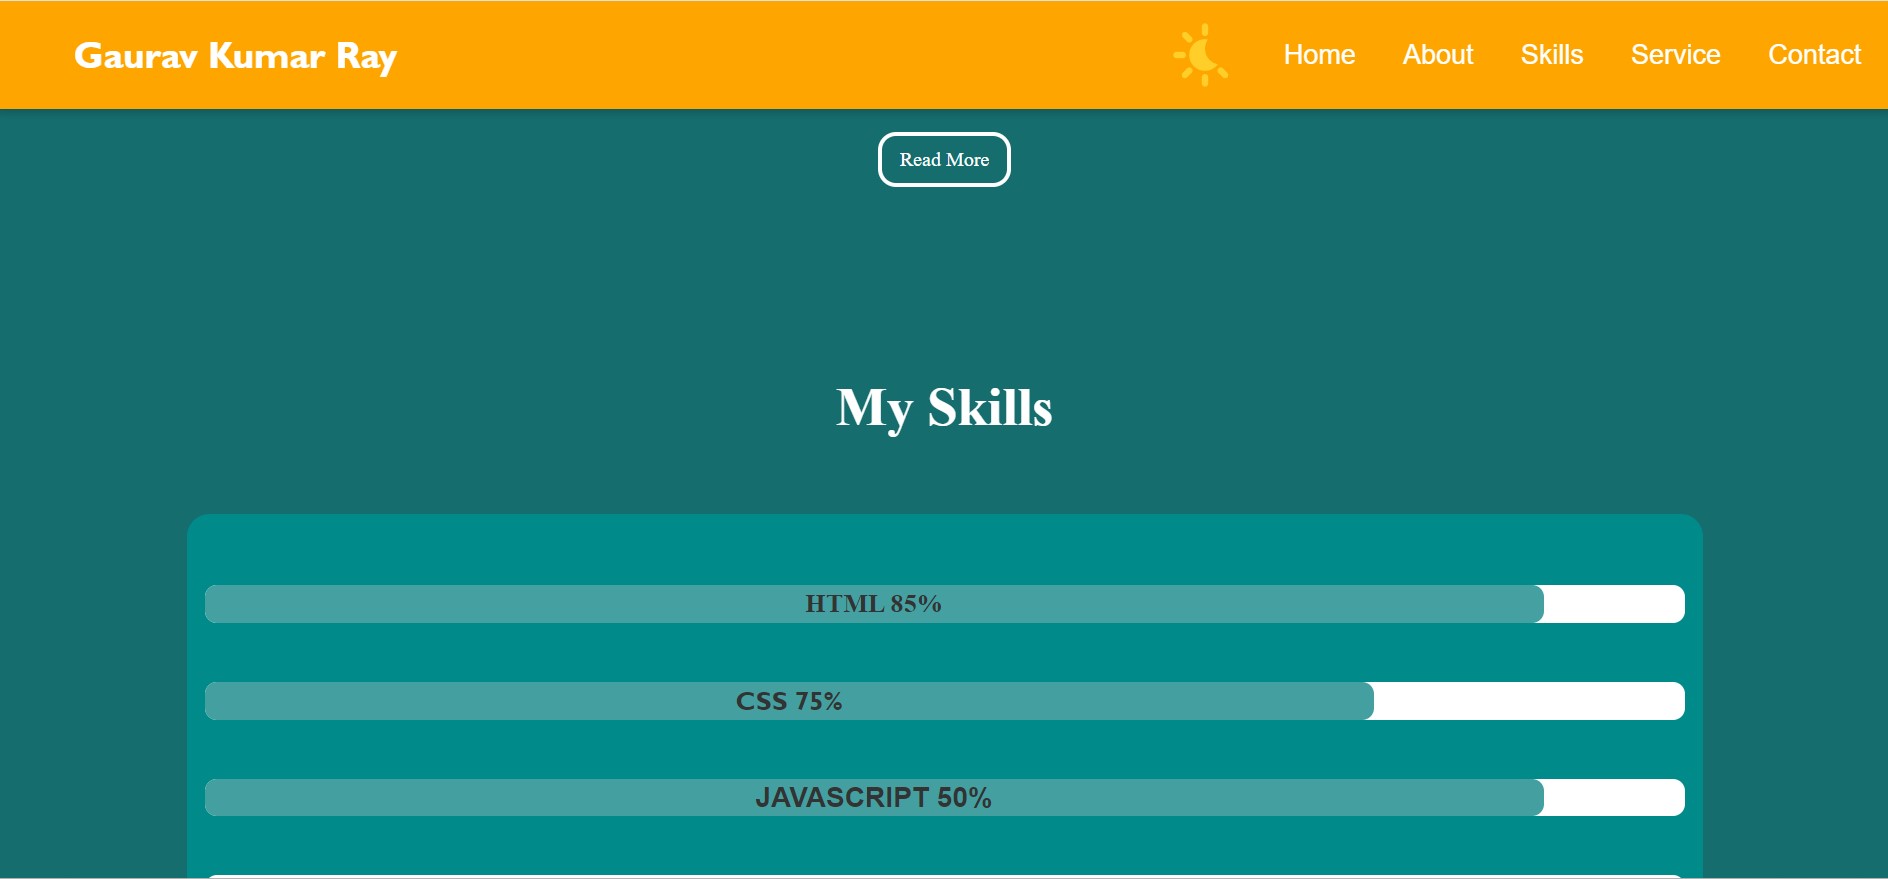 Gaurav Kumar Ray Home About Skills Service Contact
Read More
My Skills
HTML 85%
CSS 75%
JAVASCRIPT 50%